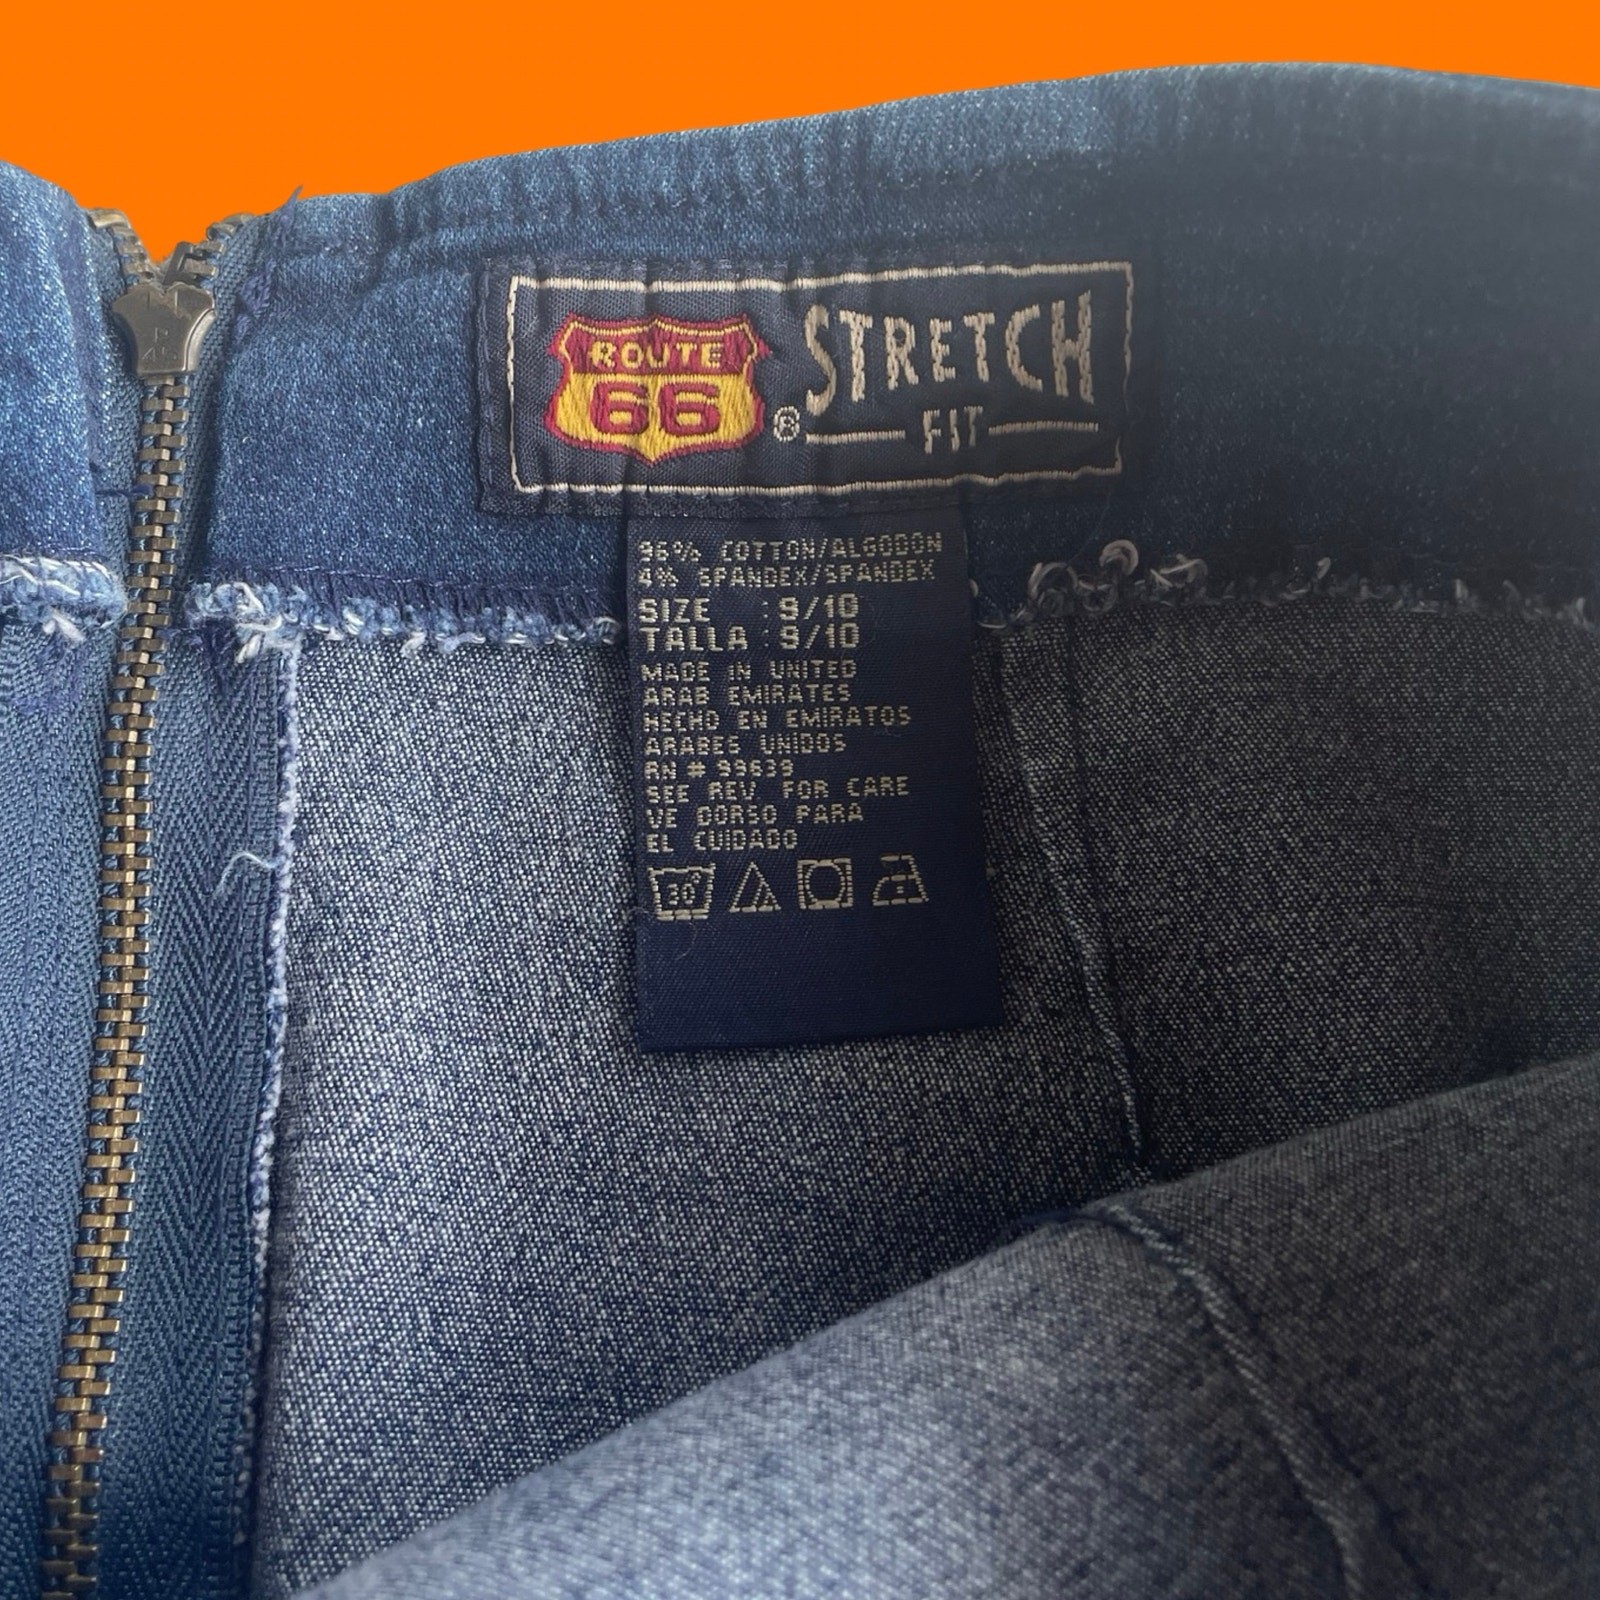 ROUTE
66
®
STRETCH
FIT
96% COTTON/ALGODON
4% SPANDEX/SPANDEX
SIZE : 9/10
TALLA : 9/10
MADE IN UNITED
ARAB EMIRATES
HECHO EN EMIRATOS
ARABES UNIDOS
RN # 99639
SEE REV. FOR CARE
VE DORSO PARA
EL CUIDADO
30°